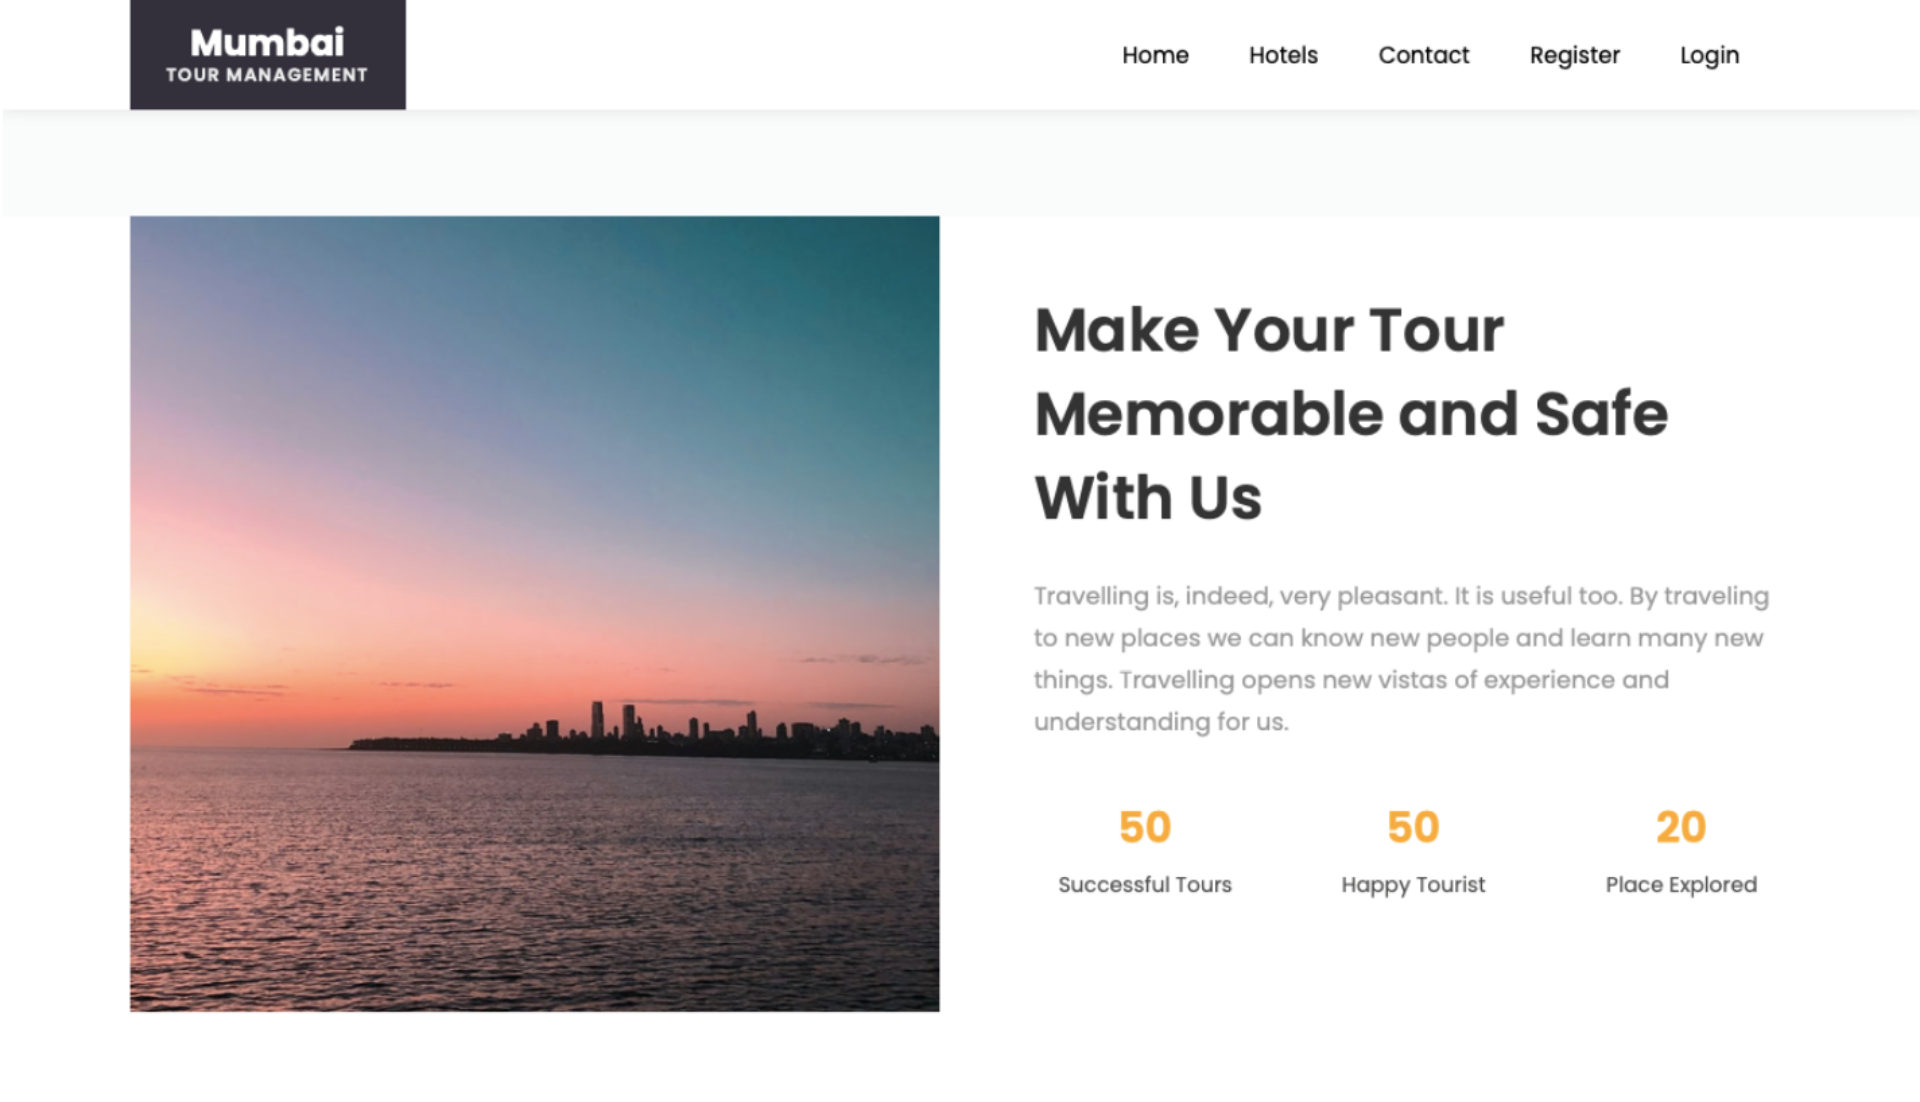 Mumbai
TOUR MANAGEMENT
Home Hotels Contact Register Login
Make Your Tour
Memorable and Safe
With Us
Travelling is, indeed, very pleasant. It is useful too. By traveling
to new places we can know new people and learn many new
things. Travelling opens new vistas of experience and
understanding for us.
50 50 20
Successful Tours Happy Tourist Place Explored